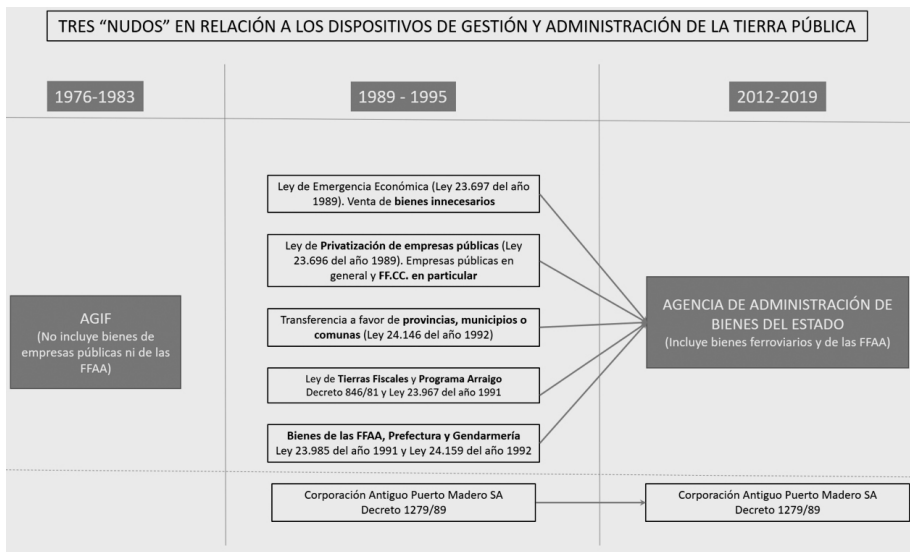 TRES “NUDOS” EN RELACIÓN A LOS DISPOSITIVOS DE GESTIÓN Y ADMINISTRACIÓN DE LA TIERRA PÚBLICA
1976-1983
1989 - 1995
2012-2019
AGIF
(No incluye bienes de
empresas públicas ni de las
FFAA)
Ley de Emergencia Económica (Ley 23.697 del año
1989). Venta de bienes innecesarios
Ley de Privatización de empresas públicas (Ley
23.696 del año 1989). Empresas públicas en
general y FF.CC. en particular
Transferencia a favor de provincias, municipios o
comunas (Ley 24.146 del año 1992)
Ley de Tierras Fiscales y Programa Arraigo
Decreto 846/81 y Ley 23.967 del año 1991
Bienes de las FFAA, Prefectura y Gendarmería
Ley 23.985 del año 1991 y Ley 24.159 del año 1992
Corporación Antiguo Puerto Madero SA
Decreto 1279/89
AGENCIA DE ADMINISTRACIÓN DE
BIENES DEL ESTADO
(Incluye bienes ferroviarios y de las FFAA)
Corporación Antiguo Puerto Madero SA
Decreto 1279/89